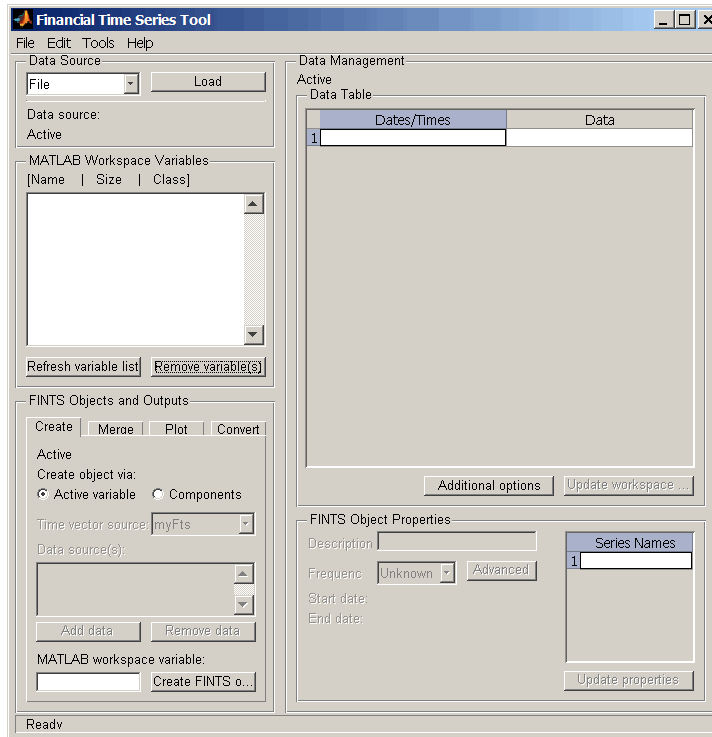 Financial Time Series Tool
File Edit Tools Help
Data Source
File
Load
Data source:
Active
MATLAB Workspace Variables
[Name | Size | Class]
Refresh variable list
Remove variable(s)
FINTS Objects and Outputs
Create Merge Plot Convert
Active
Create object via:
Active variable Components
Time vector source: myFts
Data source(s):
Add data Remove data
MATLAB workspace variable:
Create FINTS o...
Data Management
Active
Data Table
Dates/Times Data
1
Additional options Update workspace ...
FINTS Object Properties
Description
Frequenc Unknown Advanced
Start date:
End date:
Series Names
1
Update properties
Ready